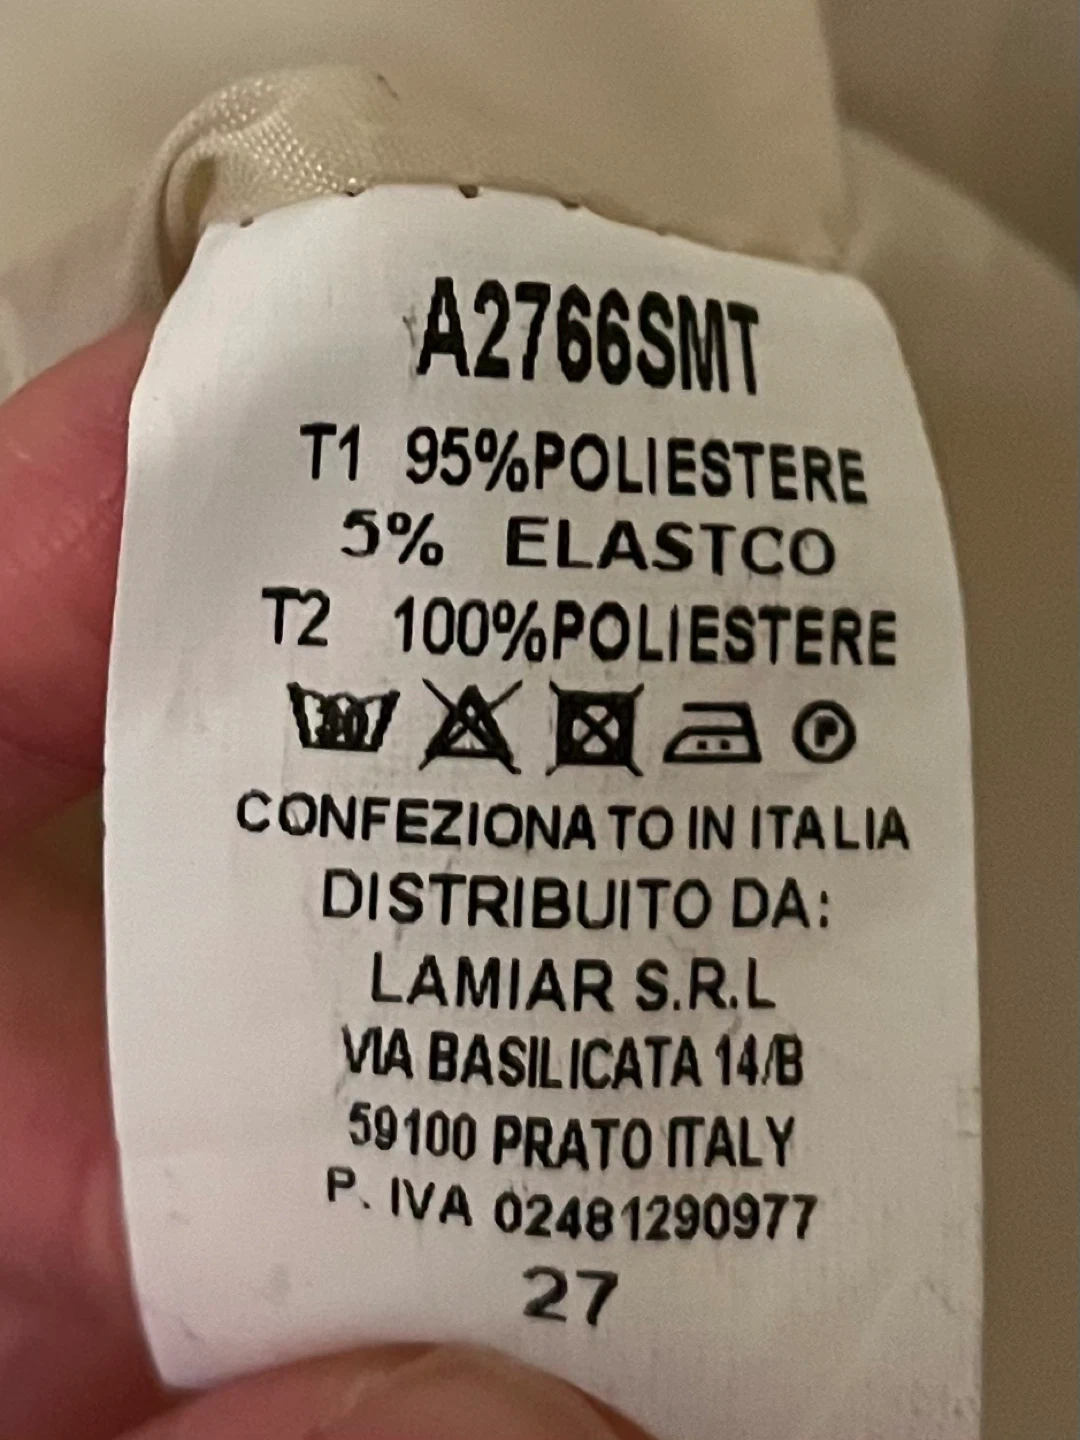 A2766SMT
T1 95%POLIESTERE
5% ELASTCO
T2 100%POLIESTERE
30 P
CONFEZIONATO IN ITALIA
DISTRIBUITO DA:
LAMIAR S.R.L
VIA BASILICATA 14/B
59100 PRATO ITALY
P. IVA 02481290977
27